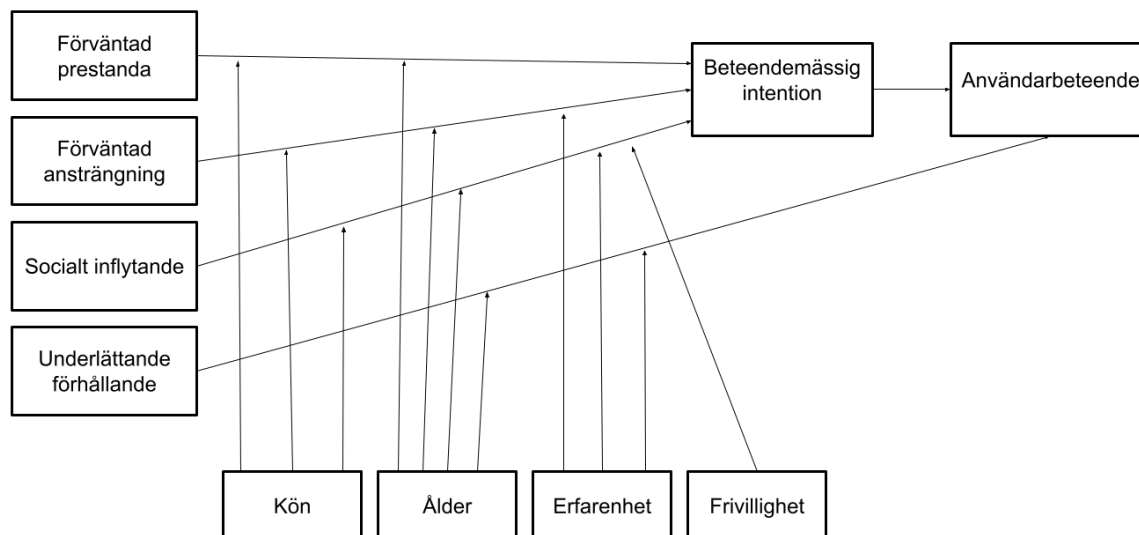 Förväntad
prestanda
Beteendemässig
intention
Användarbeteende
Förväntad
ansträngning
Socialt inflytande
Underlättande
förhållande
Kön
Ålder
Erfarenhet
Frivillighet